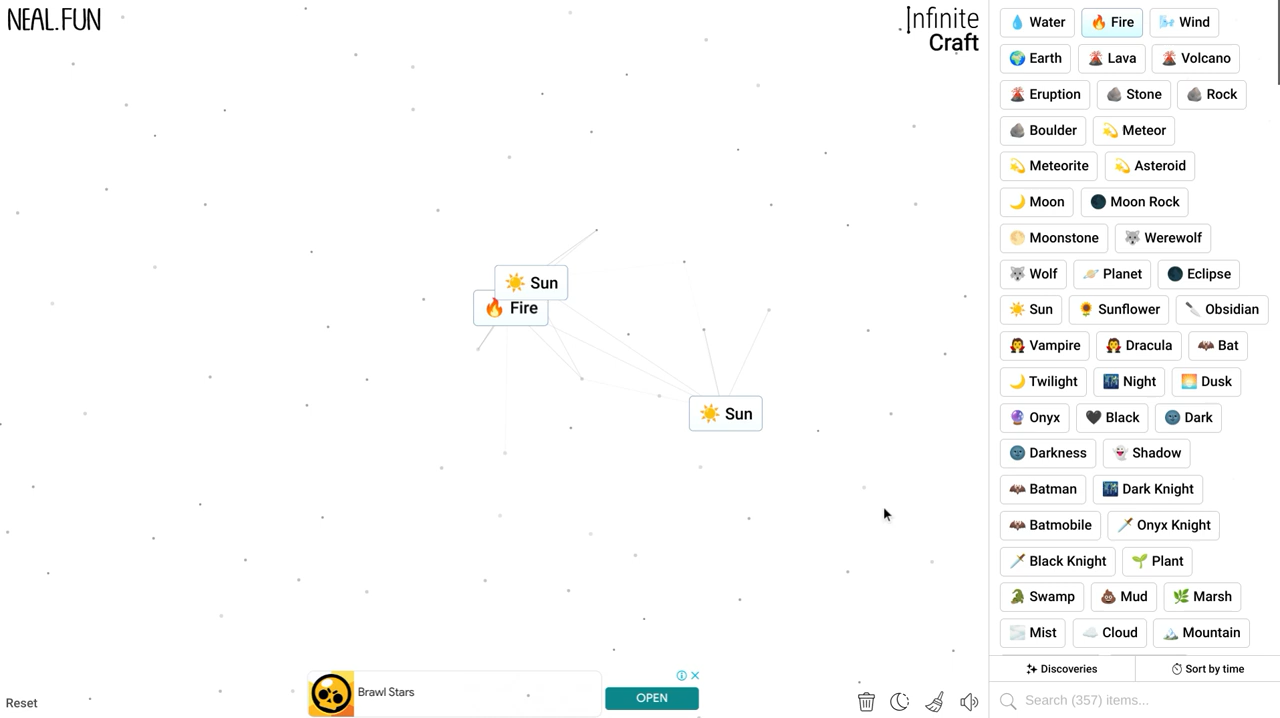 NEAL.FUN
Infinite
Craft
Sun
Fire
Sun
Reset
Brawl Stars
OPEN
Water Fire Wind
Earth Lava Volcano
Eruption Stone Rock
Boulder Meteor
Meteorite Asteroid
Moon Moon Rock
Moonstone Werewolf
Wolf Planet Eclipse
Sun Sunflower Obsidian
Vampire Dracula Bat
Twilight Night Dusk
Onyx Black Dark
Darkness Shadow
Batman Dark Knight
Batmobile Onyx Knight
Black Knight Plant
Swamp Mud Marsh
Mist Cloud Mountain
Discoveries Sort by time
Search (357) items...